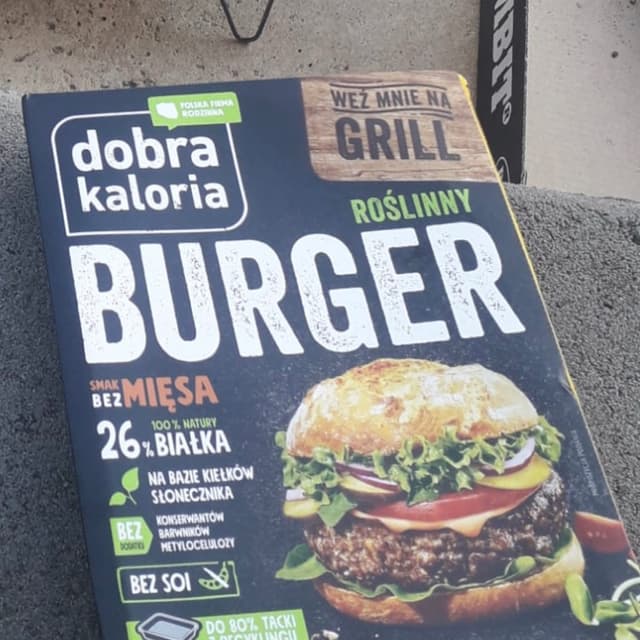 POLSKA FIRMA
RODZINNA
dobra
kaloria
WEŹ MNIE NA
GRILL
ROŚLINNY
BURGER
SMAK
BEZ MIĘSA
100% NATURY
26% BIAŁKA
NA BAZIE KIEŁKÓW
SŁONECZNIKA
BEZ
DODATKU
KONSERWANTÓW
BARWNIKÓW
METYLOCELULOZY
BEZ SOI
DO 80% TACKI
Z RECYKLINGU